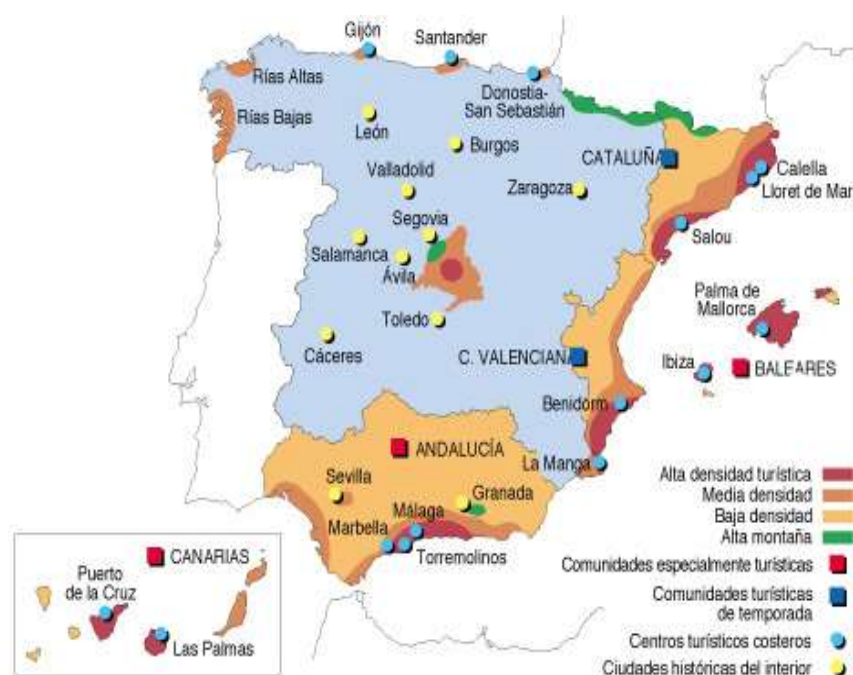 Gijón
Santander
Rías Altas
Donostia-
San Sebastián
Rías Bajas
León
Burgos
CATALUÑA
Calella
Lloret de Mar
Valladolid
Zaragoza
Segovia
Salou
Salamanca
Ávila
Palma de
Mallorca
Toledo
Cáceres
C. VALENCIANA
Ibiza
BALEARES
Benidorm
ANDALUCÍA
La Manga
Sevilla
Granada
Málaga
Marbella
Torremolinos
CANARIAS
Puerto
de la Cruz
Las Palmas
Alta densidad turística
Media densidad
Baja densidad
Alta montaña
Comunidades especialmente turísticas
Comunidades turísticas
de temporada
Centros turísticos costeros
Ciudades históricas del interior